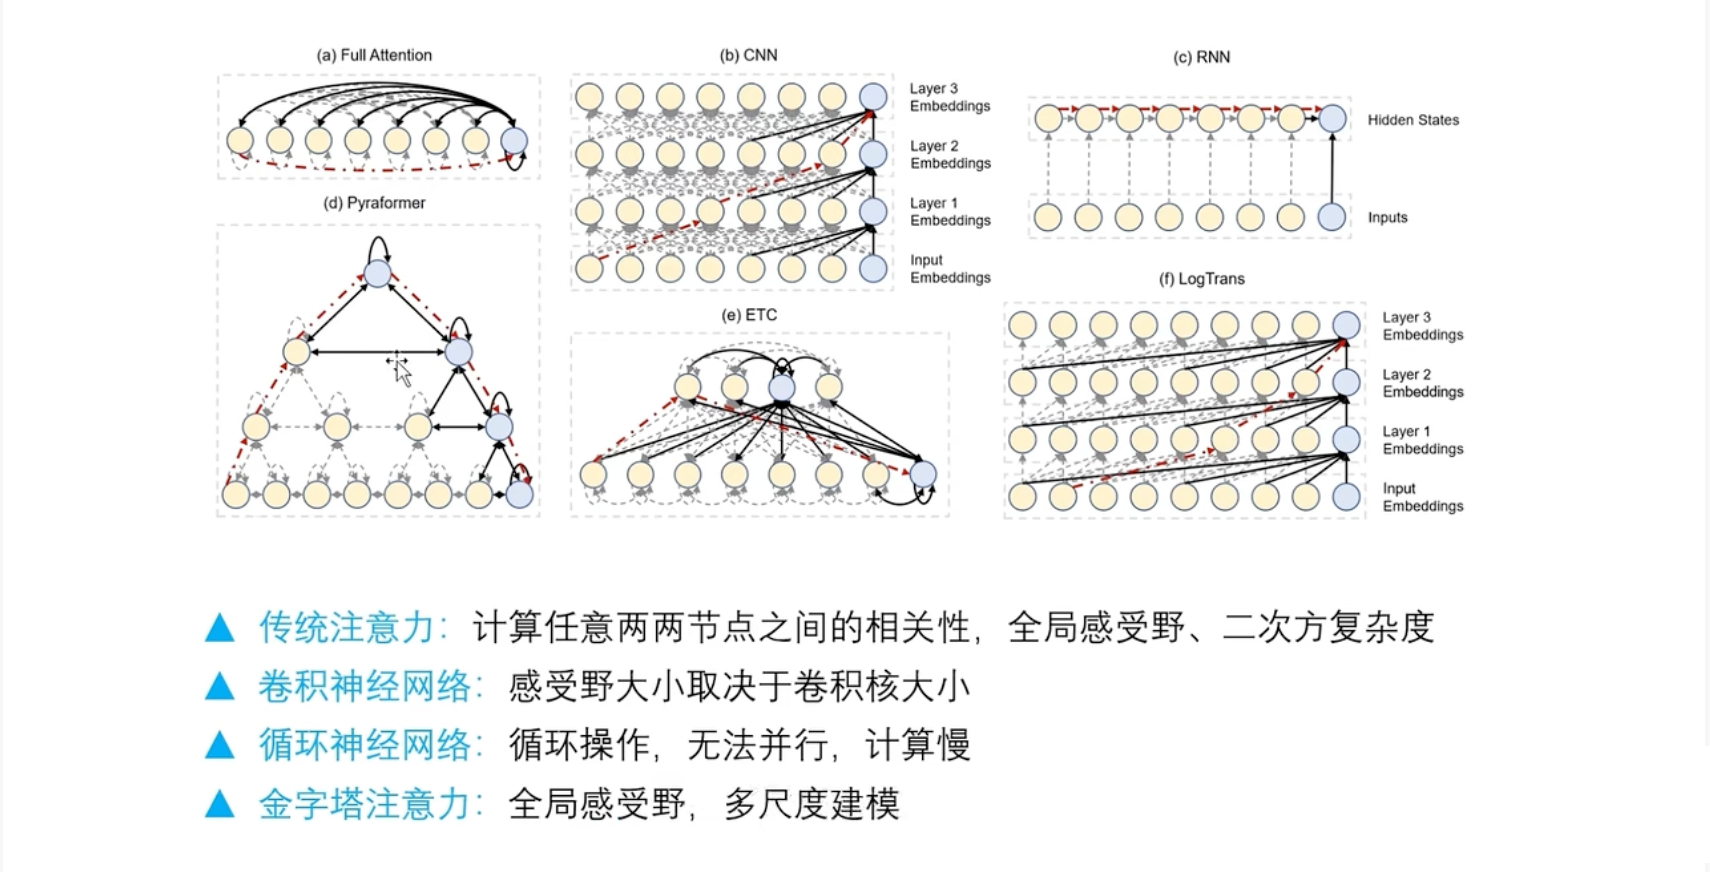 (a) Full Attention
(b) CNN
Layer 3
Embeddings
Layer 2
Embeddings
Layer 1
Embeddings
Input
Embeddings
(c) RNN
Hidden States
Inputs
(d) Pyraformer
(e) ETC
(f) LogTrans
Layer 3
Embeddings
Layer 2
Embeddings
Layer 1
Embeddings
Input
Embeddings
▲ 传统注意力：计算任意两两节点之间的相关性，全局感受野、二次方复杂度
▲ 卷积神经网络：感受野大小取决于卷积核大小
▲ 循环神经网络：循环操作，无法并行，计算慢
▲ 金字塔注意力：全局感受野，多尺度建模